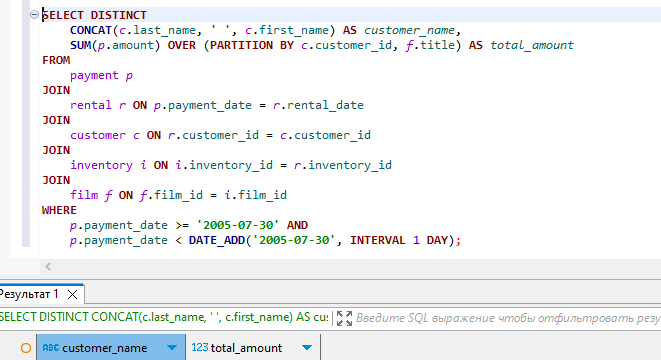 SELECT DISTINCT
CONCAT(c.last_name, ' ', c.first_name) AS customer_name,
SUM(p.amount) OVER (PARTITION BY c.customer_id, f.title) AS total_amount
FROM
payment p
JOIN
rental r ON p.payment_date = r.rental_date
JOIN
customer c ON r.customer_id = c.customer_id
JOIN
inventory i ON i.inventory_id = r.inventory_id
JOIN
film f ON f.film_id = i.film_id
WHERE
p.payment_date >= '2005-07-30' AND
p.payment_date < DATE_ADD('2005-07-30', INTERVAL 1 DAY);
Результат 1
SELECT DISTINCT CONCAT(c.last_name, ' ', c.first_name) AS cus Введите SQL выражение чтобы отфильтровать резу
ABC customer_name 123 total_amount